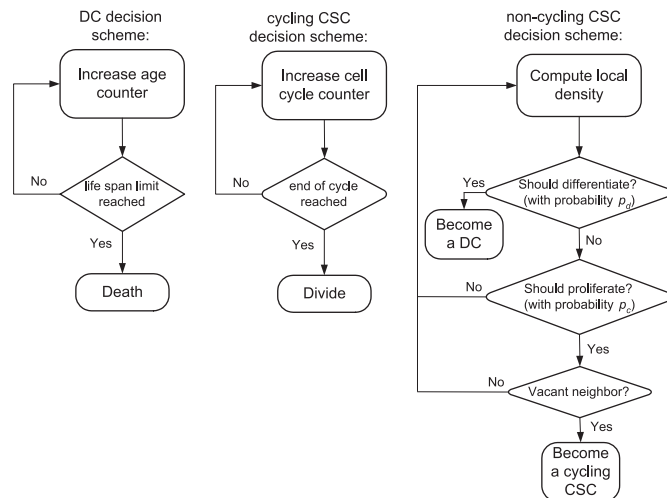 DC decision
scheme:
Increase age
counter
No
life span limit
reached
Yes
Death
cycling CSC
decision scheme:
Increase cell
cycle counter
No
end of cycle
reached
Yes
Divide
non-cycling CSC
decision scheme:
Compute local
density
Yes
Should differentiate?
(with probability p_d)
Become
a DC
No
No
Should proliferate?
(with probability p_c)
Yes
No
Vacant neighbor?
Yes
Become
a cycling
CSC